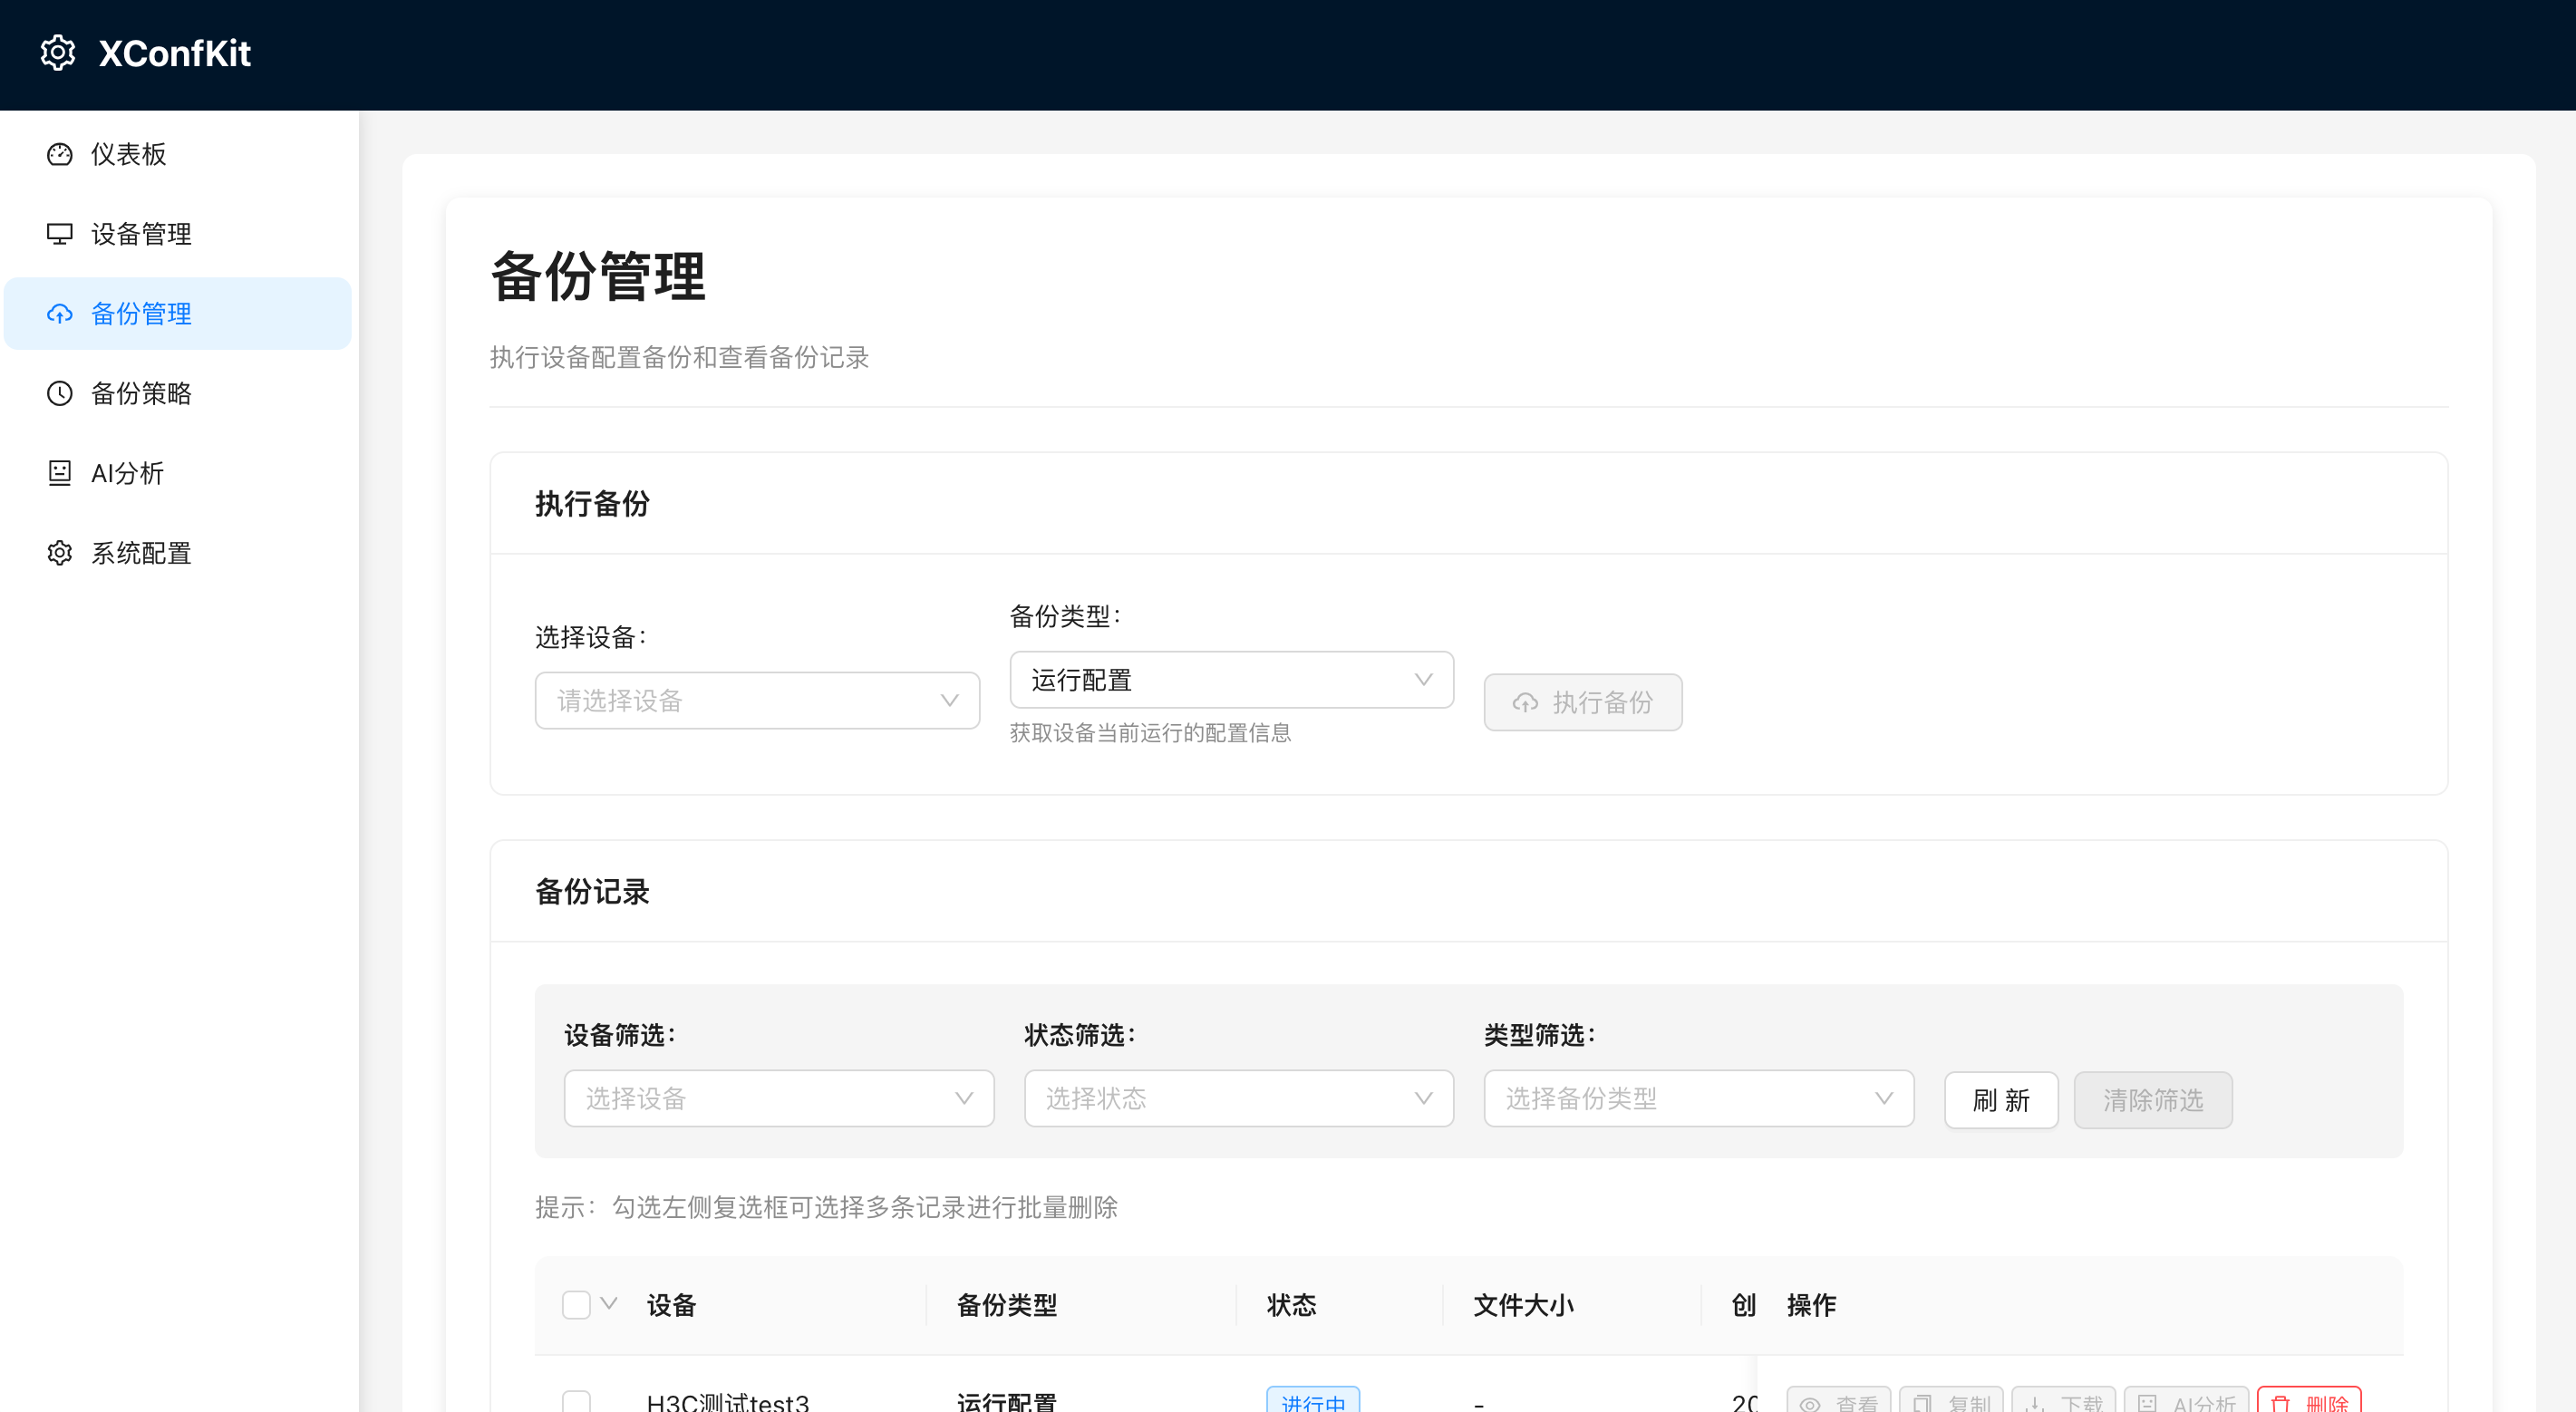 XConfKit
仪表板
设备管理
备份管理
备份策略
AI分析
系统配置
备份管理
执行设备配置备份和查看备份记录
执行备份
选择设备：
请选择设备
备份类型：
运行配置
获取设备当前运行的配置信息
执行备份
备份记录
设备筛选：
状态筛选：
类型筛选：
选择设备
选择状态
选择备份类型
刷 新
清除筛选
提示：勾选左侧复选框可选择多条记录进行批量删除
设备 备份类型 状态 文件大小 创 操作
H3C测试test3 运行配置 进行中 - 20 查看 复制 下载 AI分析 删除